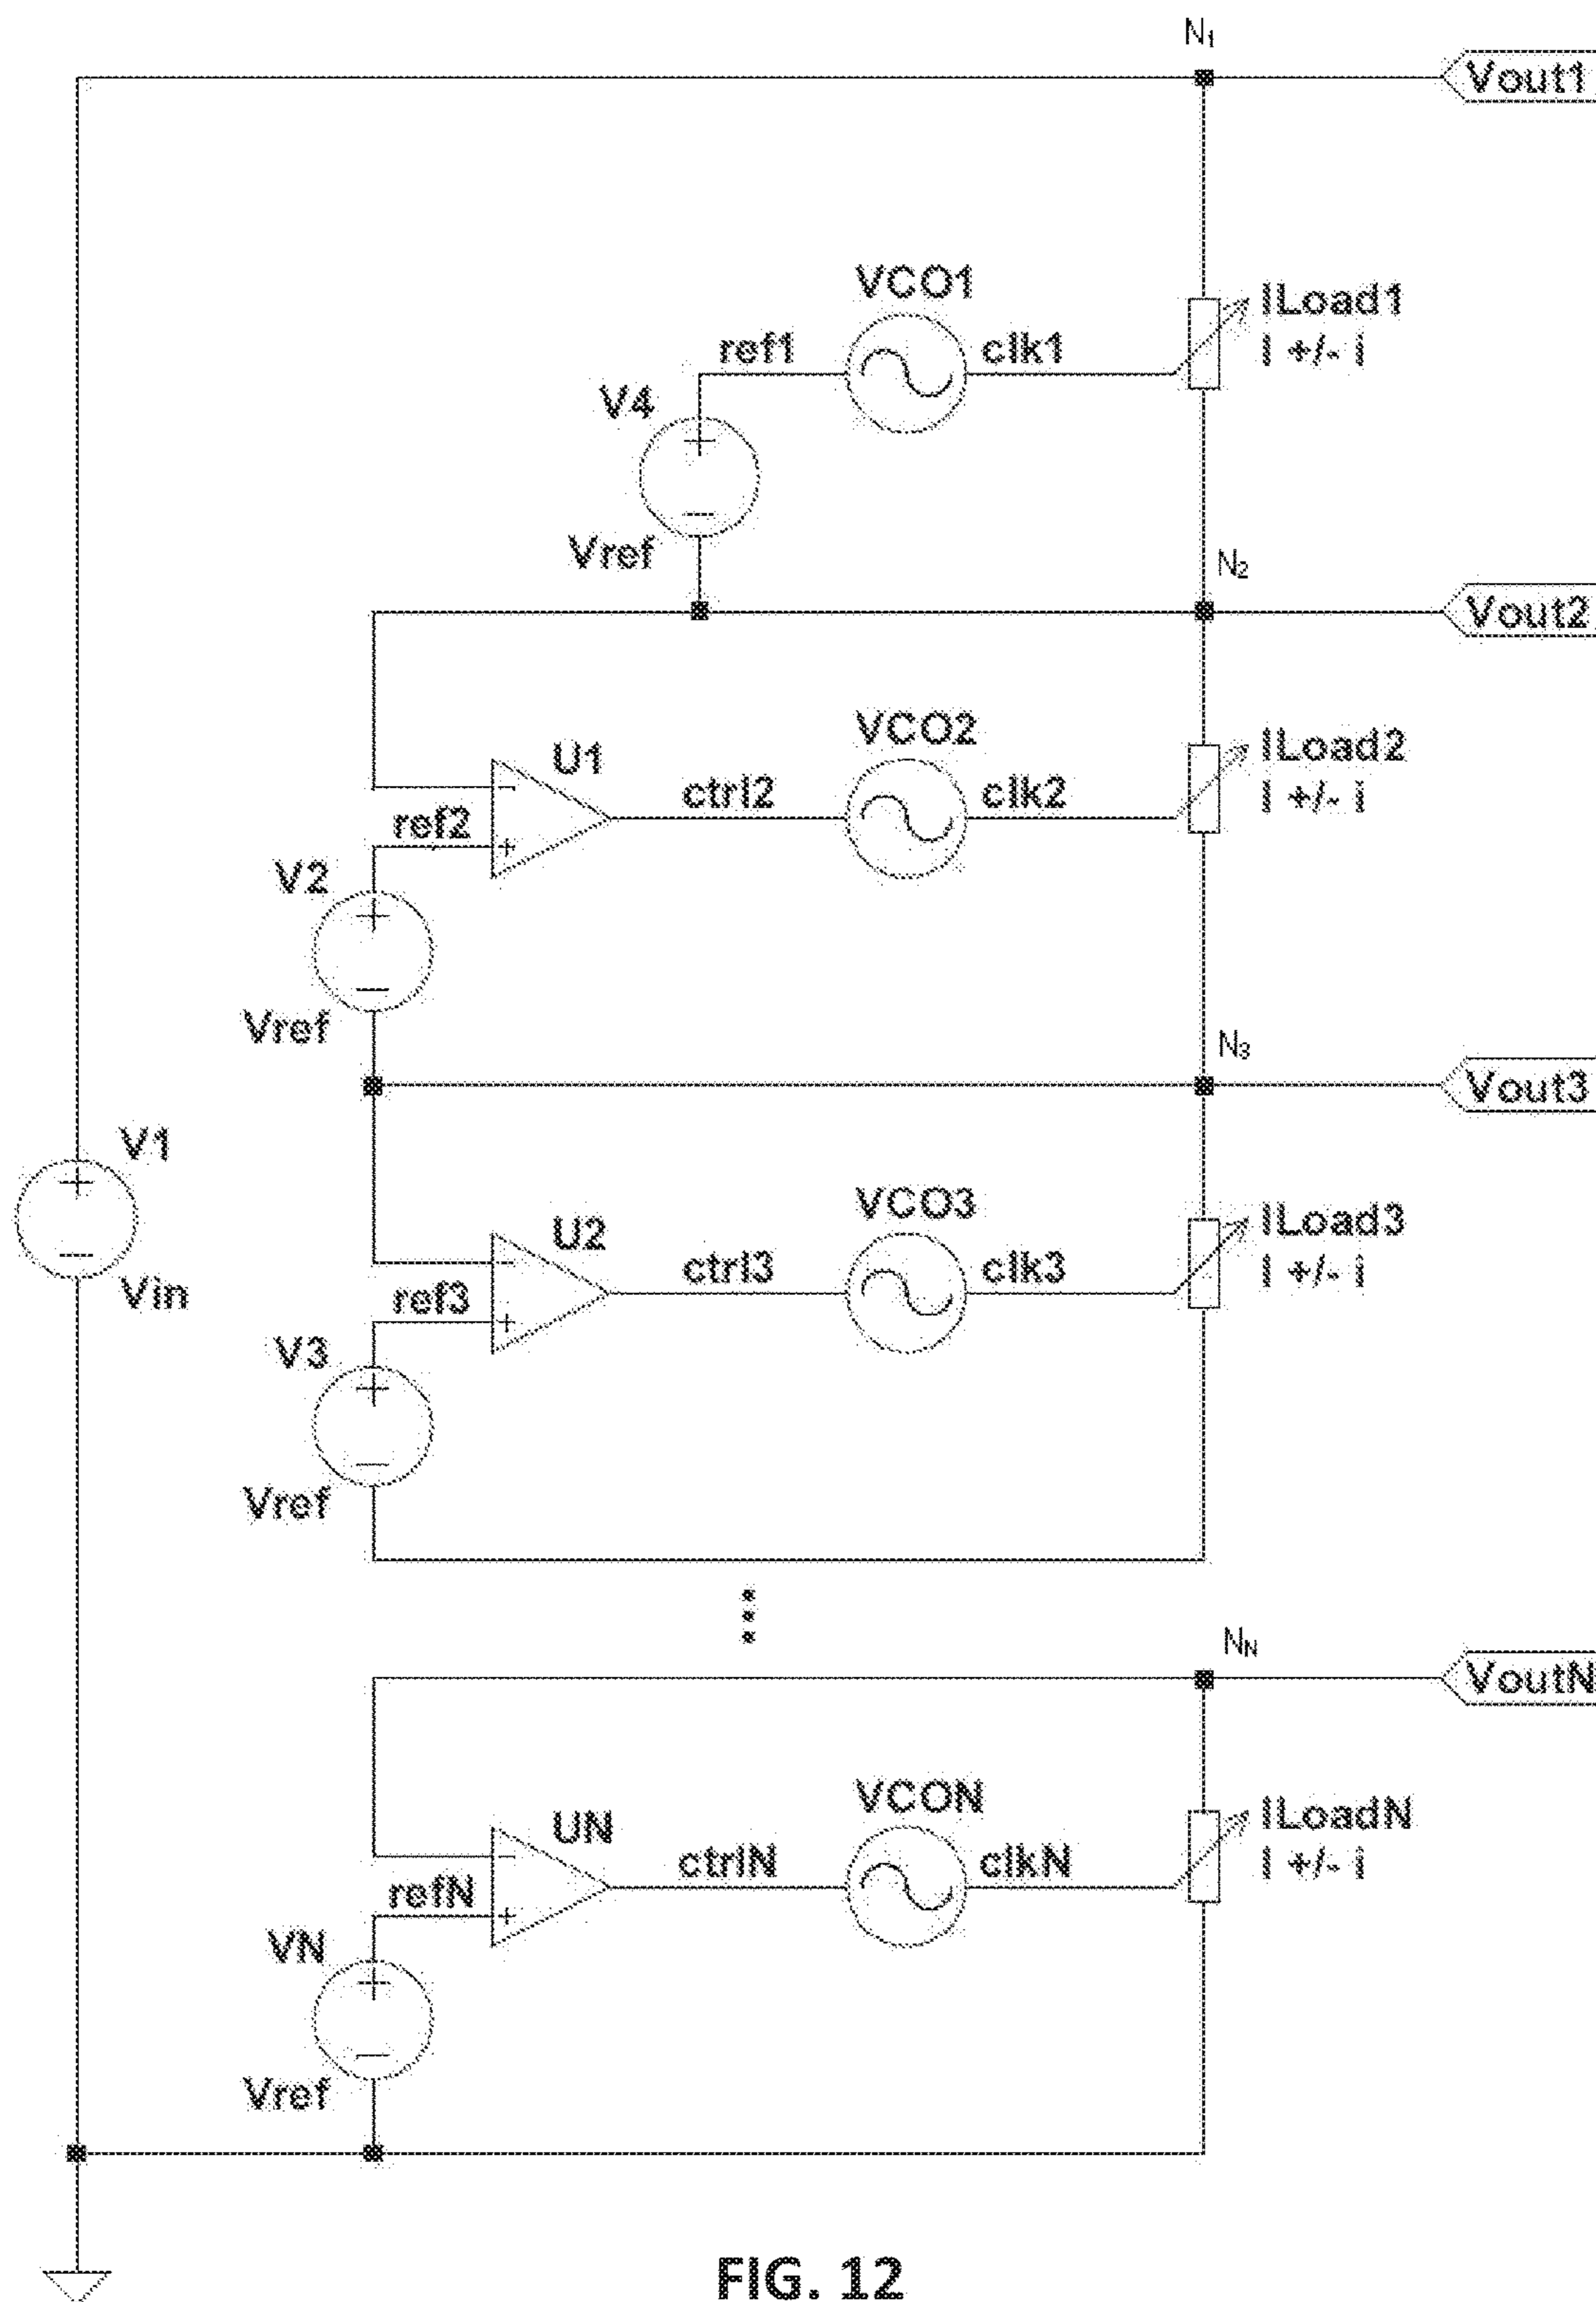 N₁
Vout1
VCO1
ILoad1
ref1
clk1
I +/- i
V4
+
−
Vref
N₂
Vout2
VCO2
ILoad2
U1
ctrl2
clk2
I +/- i
−
ref2
+
V2
+
−
Vref
N₃
Vout3
V1
+
−
Vin
VCO3
ILoad3
U2
ctrl3
clk3
I +/- i
−
ref3
+
V3
+
−
Vref
NN
VoutN
VCON
ILoadN
UN
ctrlN
clkN
I +/- i
−
refN
+
VN
+
−
Vref
FIG. 12